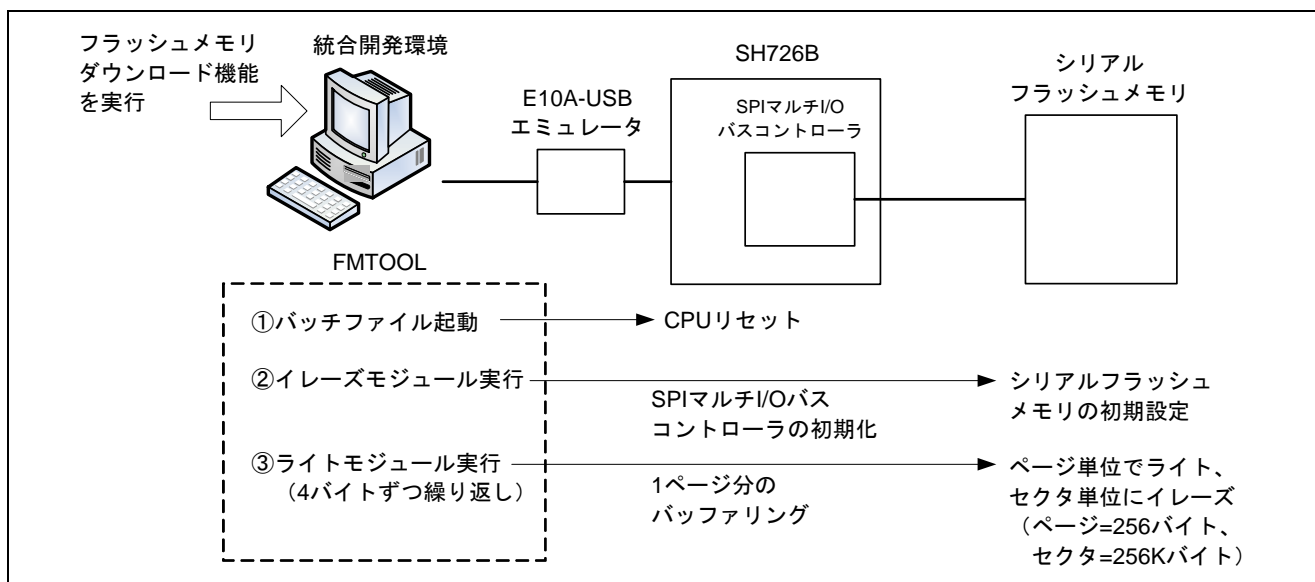 フラッシュメモリ
ダウンロード機能
を実行
統合開発環境
E10A-USB
エミュレータ
SH726B
SPIマルチI/O
バスコントローラ
シリアル
フラッシュメモリ
FMTOOL
①バッチファイル起動
CPUリセット
②イレーズモジュール実行
SPIマルチI/Oバス
コントローラの初期化
シリアルフラッシュ
メモリの初期設定
③ライトモジュール実行
（4バイトずつ繰り返し）
1ページ分の
バッファリング
ページ単位でライト、
セクタ単位にイレーズ
（ページ=256バイト、
セクタ=256Kバイト）